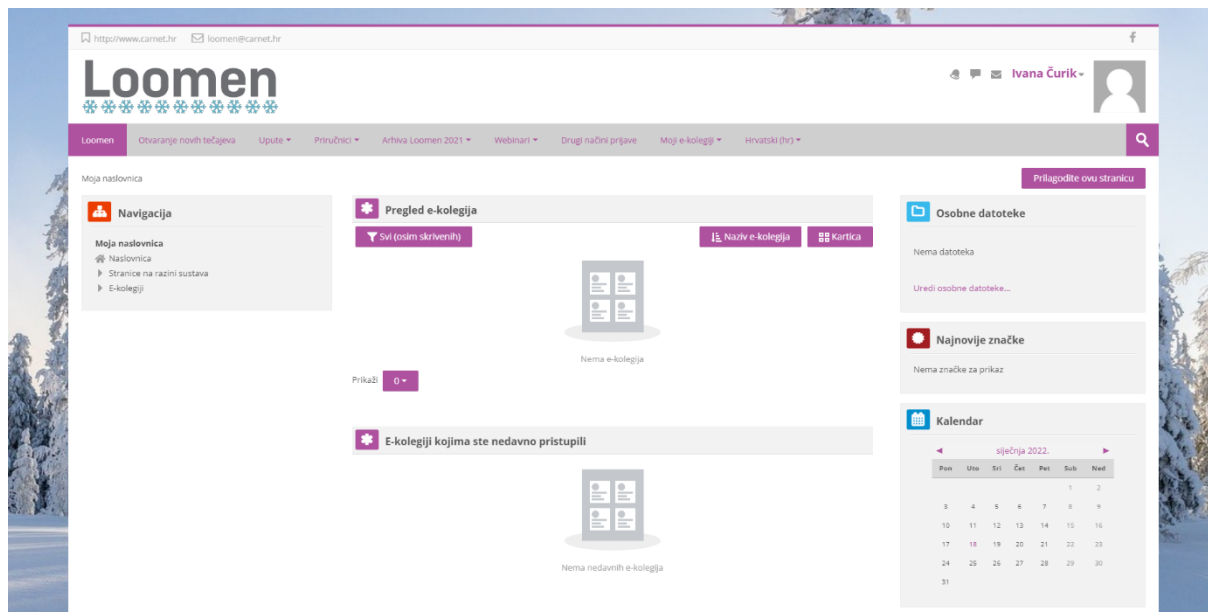 http://www.carnet.hr loomen@carnet.hr
Loomen
Ivana Čurik
Loomen Otvaranje novih tečajeva Upute Priručnici Arhiva Loomen 2021 Webinari Drugi načini prijave Moji e-kolegiji Hrvatski (hr)
Moja naslovnica
Prilagodite ovu stranicu
Navigacija
Moja naslovnica
Naslovnica
Stranice na razini sustava
E-kolegiji
Pregled e-kolegija
Svi (osim skrivenih) Naziv e-kolegija Kartica
Nema e-kolegija
Prikaži 0
E-kolegiji kojima ste nedavno pristupili
Nema nedavnih e-kolegija
Osobne datoteke
Nema datoteka
Uredi osobne datoteke...
Najnovije značke
Nema značke za prikaz
Kalendar
siječnja 2022.
Pon Uto Sri Čet Pet Sub Ned
1 2
3 4 5 6 7 8 9
10 11 12 13 14 15 16
17 18 19 20 21 22 23
24 25 26 27 28 29 30
31